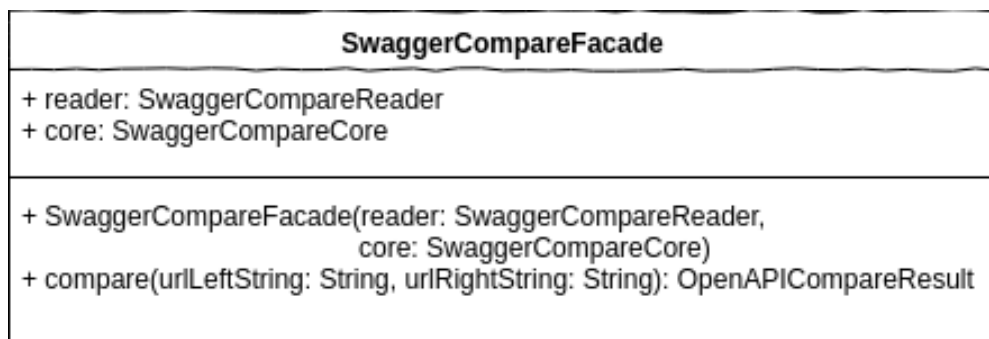 SwaggerCompareFacade
+ reader: SwaggerCompareReader
+ core: SwaggerCompareCore
+ SwaggerCompareFacade(reader: SwaggerCompareReader,
core: SwaggerCompareCore)
+ compare(urlLeftString: String, urlRightString: String): OpenAPICompareResult